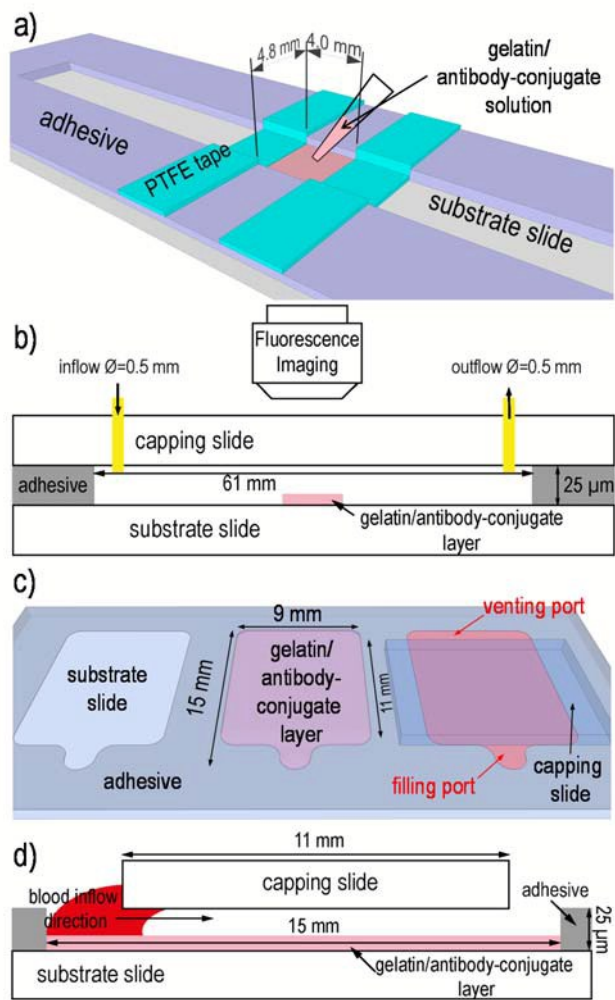 a)
4.8 mm
4.0 mm
gelatin/
antibody-conjugate
solution
adhesive
PTFE tape
substrate slide
b)
Fluorescence
Imaging
inflow Ø=0.5 mm
outflow Ø=0.5 mm
capping slide
adhesive
61 mm
25 µm
substrate slide
gelatin/antibody-conjugate
layer
c)
9 mm
venting port
substrate
slide
15 mm
gelatin/
antibody-
conjugate
layer
11 mm
adhesive
filling port
capping
slide
d)
11 mm
capping slide
blood inflow
direction
adhesive
15 mm
25 µm
substrate slide
gelatin/antibody-conjugate
layer